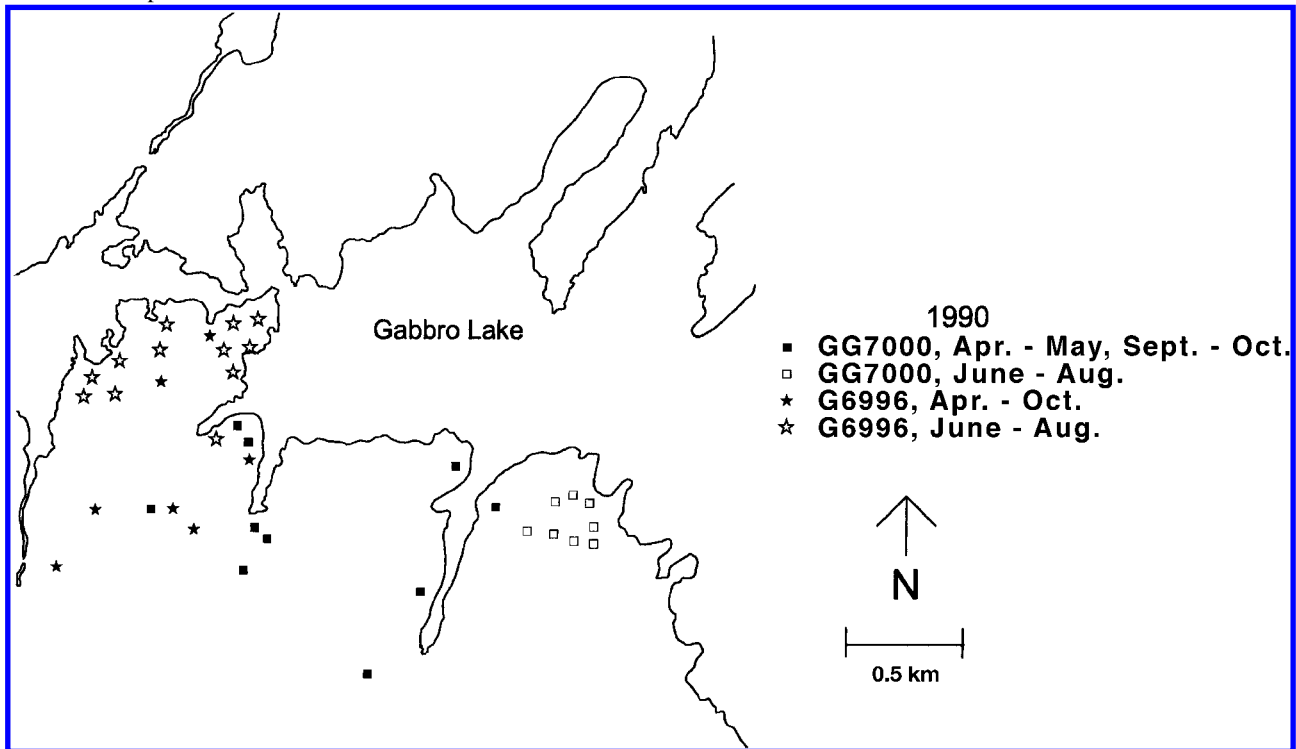 Gabbro Lake
1990
GG7000, Apr. - May, Sept. - Oct.
GG7000, June - Aug.
G6996, Apr. - Oct.
G6996, June - Aug.
N
0.5 km